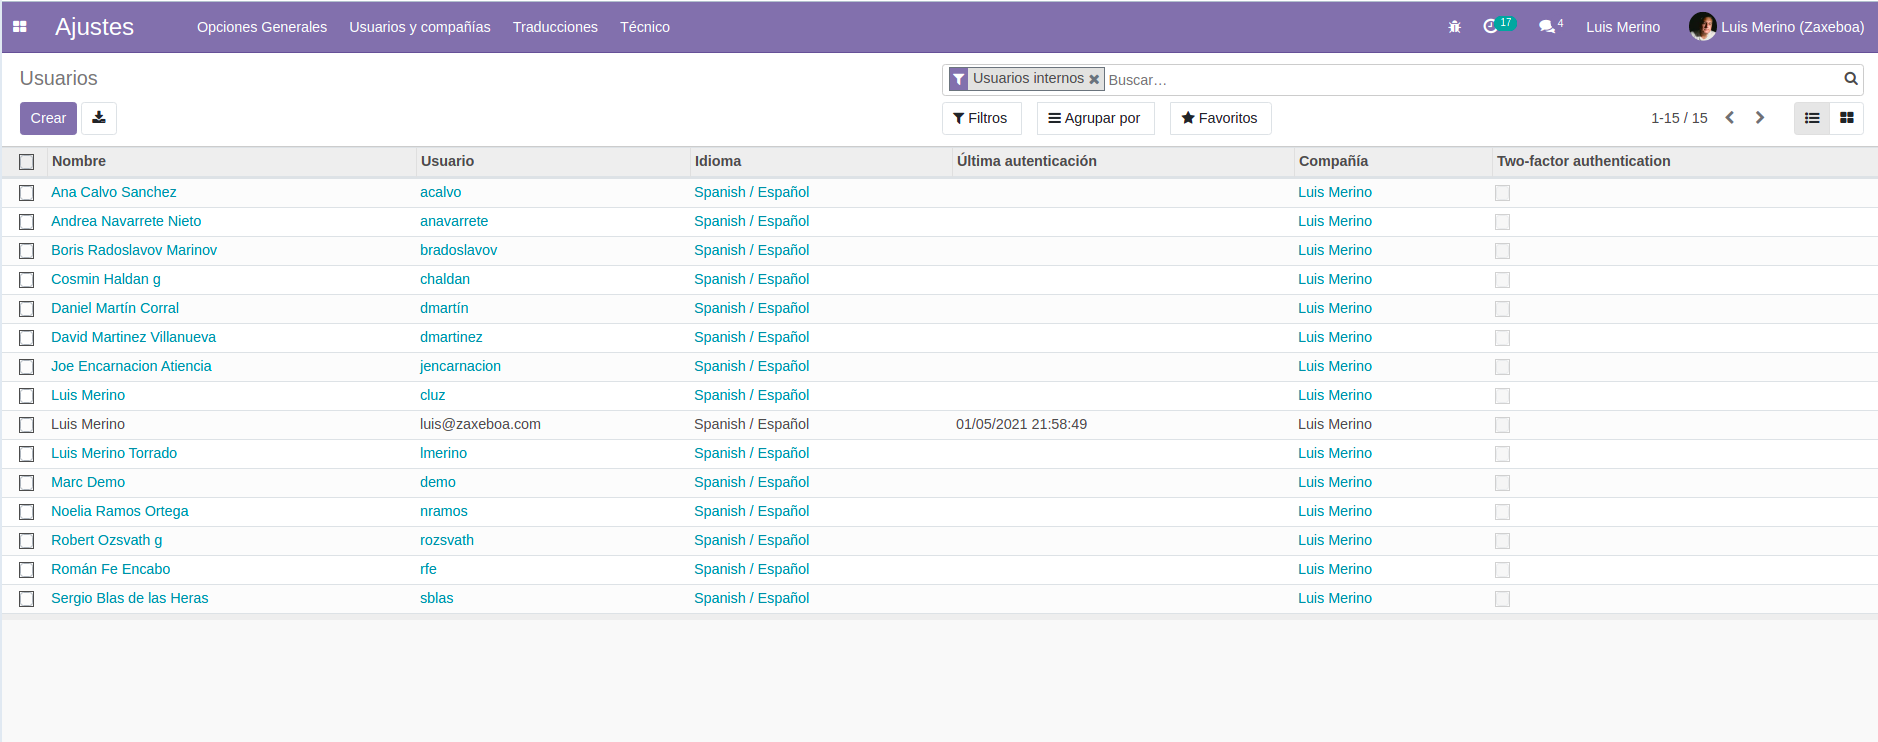 Ajustes Opciones Generales Usuarios y compañías Traducciones Técnico 17 4 Luis Merino Luis Merino (Zaxeboa)
Usuarios Usuarios internos Buscar...
Crear Filtros Agrupar por Favoritos 1-15 / 15
Nombre Usuario Idioma Última autenticación Compañía Two-factor authentication
Ana Calvo Sanchez acalvo Spanish / Español Luis Merino
Andrea Navarrete Nieto anavarrete Spanish / Español Luis Merino
Boris Radoslavov Marinov bradoslavov Spanish / Español Luis Merino
Cosmin Haldan g chaldan Spanish / Español Luis Merino
Daniel Martín Corral dmartín Spanish / Español Luis Merino
David Martinez Villanueva dmartinez Spanish / Español Luis Merino
Joe Encarnacion Atiencia jencarnacion Spanish / Español Luis Merino
Luis Merino cluz Spanish / Español Luis Merino
Luis Merino luis@zaxeboa.com Spanish / Español 01/05/2021 21:58:49 Luis Merino
Luis Merino Torrado lmerino Spanish / Español Luis Merino
Marc Demo demo Spanish / Español Luis Merino
Noelia Ramos Ortega nramos Spanish / Español Luis Merino
Robert Ozsvath g rozsvath Spanish / Español Luis Merino
Román Fe Encabo rfe Spanish / Español Luis Merino
Sergio Blas de las Heras sblas Spanish / Español Luis Merino